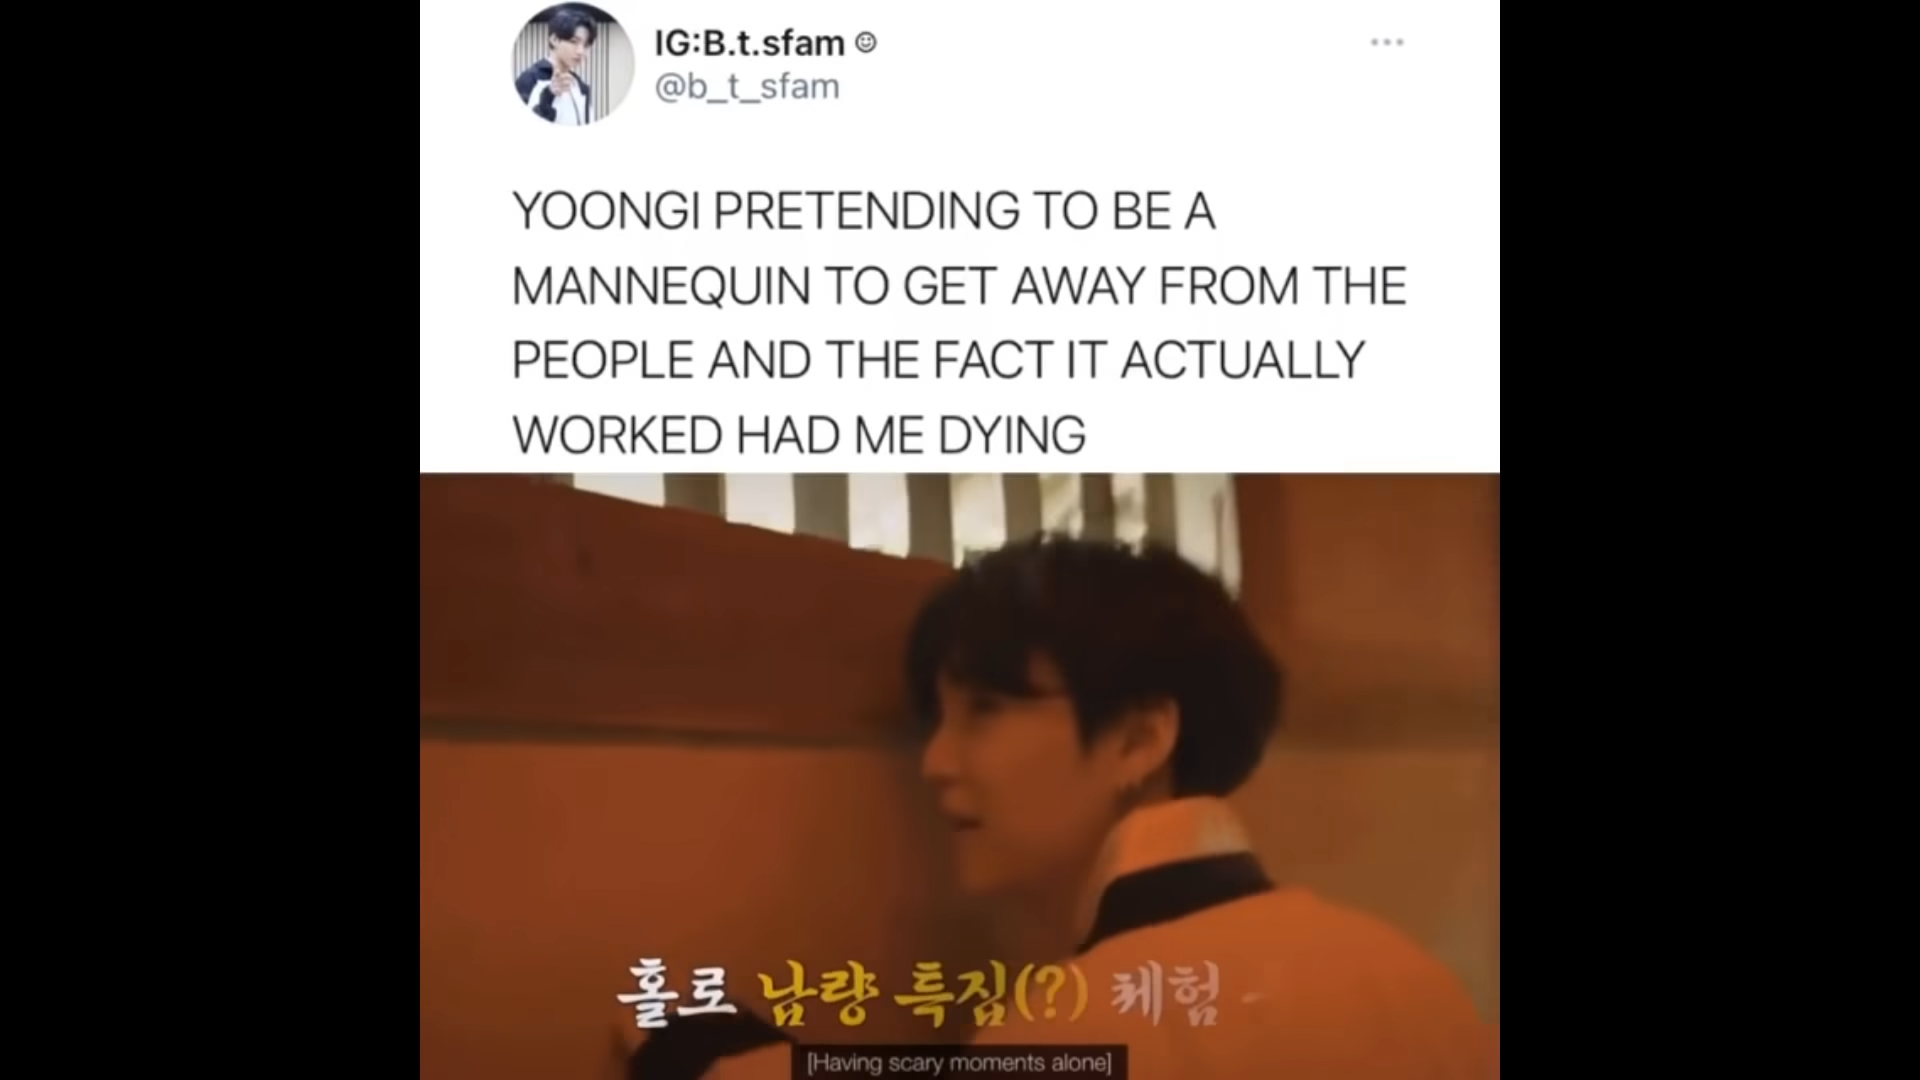 IG:B.t.sfam ☺
@b_t_sfam
YOONGI PRETENDING TO BE A
MANNEQUIN TO GET AWAY FROM THE
PEOPLE AND THE FACT IT ACTUALLY
WORKED HAD ME DYING
홀로 남량 특집(?) 체험
[Having scary moments alone]